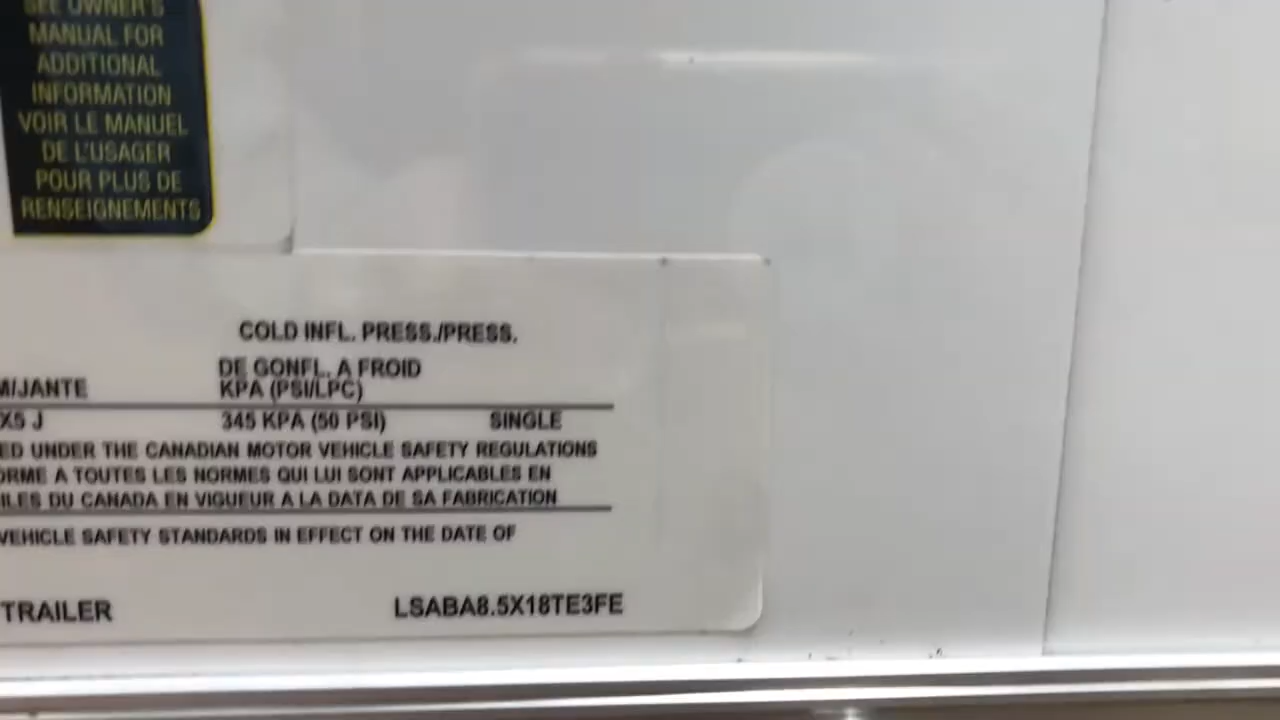 SEE OWNER'S
MANUAL FOR
ADDITIONAL
INFORMATION
VOIR LE MANUEL
DE L'USAGER
POUR PLUS DE
RENSEIGNEMENTS
COLD INFL. PRESS./PRESS.
DE GONFL. A FROID
M/JANTE KPA (PSI/LPC)
X5 J 345 KPA (50 PSI) SINGLE
ED UNDER THE CANADIAN MOTOR VEHICLE SAFETY REGULATIONS
ORME A TOUTES LES NORMES QUI LUI SONT APPLICABLES EN
ILES DU CANADA EN VIGUEUR A LA DATA DE SA FABRICATION
VEHICLE SAFETY STANDARDS IN EFFECT ON THE DATE OF
TRAILER LSABA8.5X18TE3FE